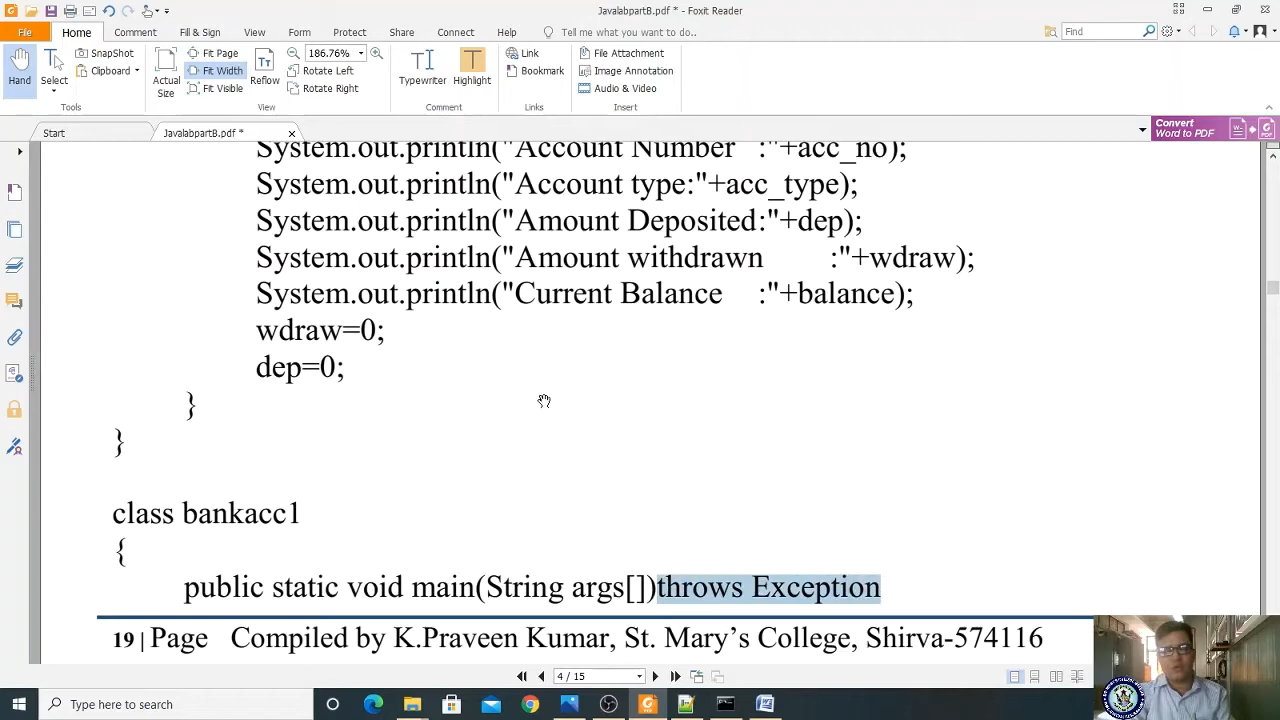 Javalabpart​B.pdf * - Foxit Reader
File Home Comment Fill & Sign View Form Protect Share Connect Help Tell me what you want to do.. Find
Hand Select SnapShot Clipboard Actual Size Fit Page Fit Width Fit Visible Reflow 186.76% Rotate Left Rotate Right Typewriter Highlight Link Bookmark File Attachment Image Annotation Audio & Video
Tools View Comment Links Insert
Start JavalabpartB.pdf * Convert Word to PDF
System.out.println("Account Number :"+acc_no);
System.out.println("Account type:"+acc_type);
System.out.println("Amount Deposited:"+dep);
System.out.println("Amount withdrawn :"+wdraw);
System.out.println("Current Balance :"+balance);
wdraw=0;
dep=0;
}
}
class bankacc1
{
public static void main(String args[])throws Exception
19 | Page Compiled by K.Praveen Kumar, St. Mary’s College, Shirva-574116
4 / 15
Type here to search